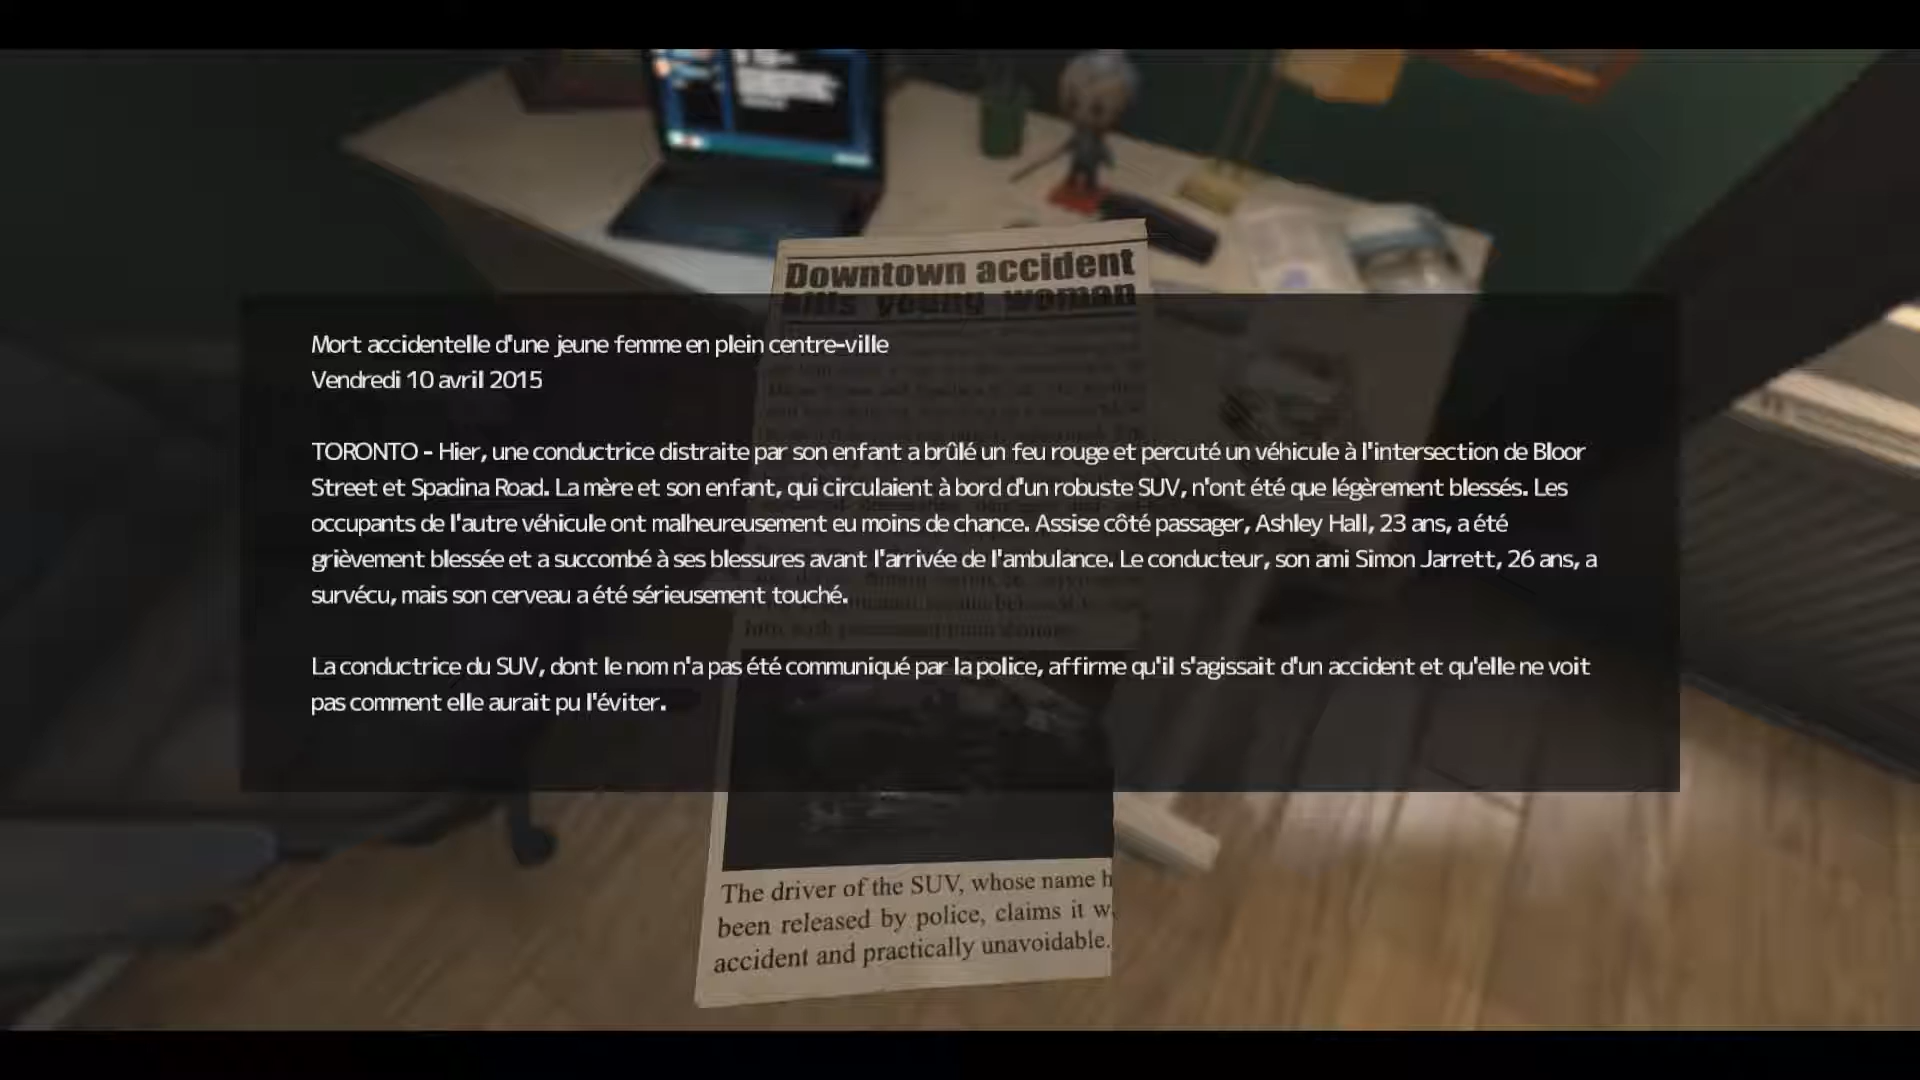 Downtown accident
kills young woman
Mort accidentelle d'une jeune femme en plein centre-ville
Vendredi 10 avril 2015
TORONTO - Hier, une conductrice distraite par son enfant a brûlé un feu rouge et percuté un véhicule à l'intersection de Bloor
Street et Spadina Road. La mère et son enfant, qui circulaient à bord d'un robuste SUV, n'ont été que légèrement blessés. Les
occupants de l'autre véhicule ont malheureusement eu moins de chance. Assise côté passager, Ashley Hall, 23 ans, a été
grièvement blessée et a succombé à ses blessures avant l'arrivée de l'ambulance. Le conducteur, son ami Simon Jarrett, 26 ans, a
survécu, mais son cerveau a été sérieusement touché.
La conductrice du SUV, dont le nom n'a pas été communiqué par la police, affirme qu'il s'agissait d'un accident et qu'elle ne voit
pas comment elle aurait pu l'éviter.
The driver of the SUV, whose name h
been released by police, claims it w
accident and practically unavoidable.